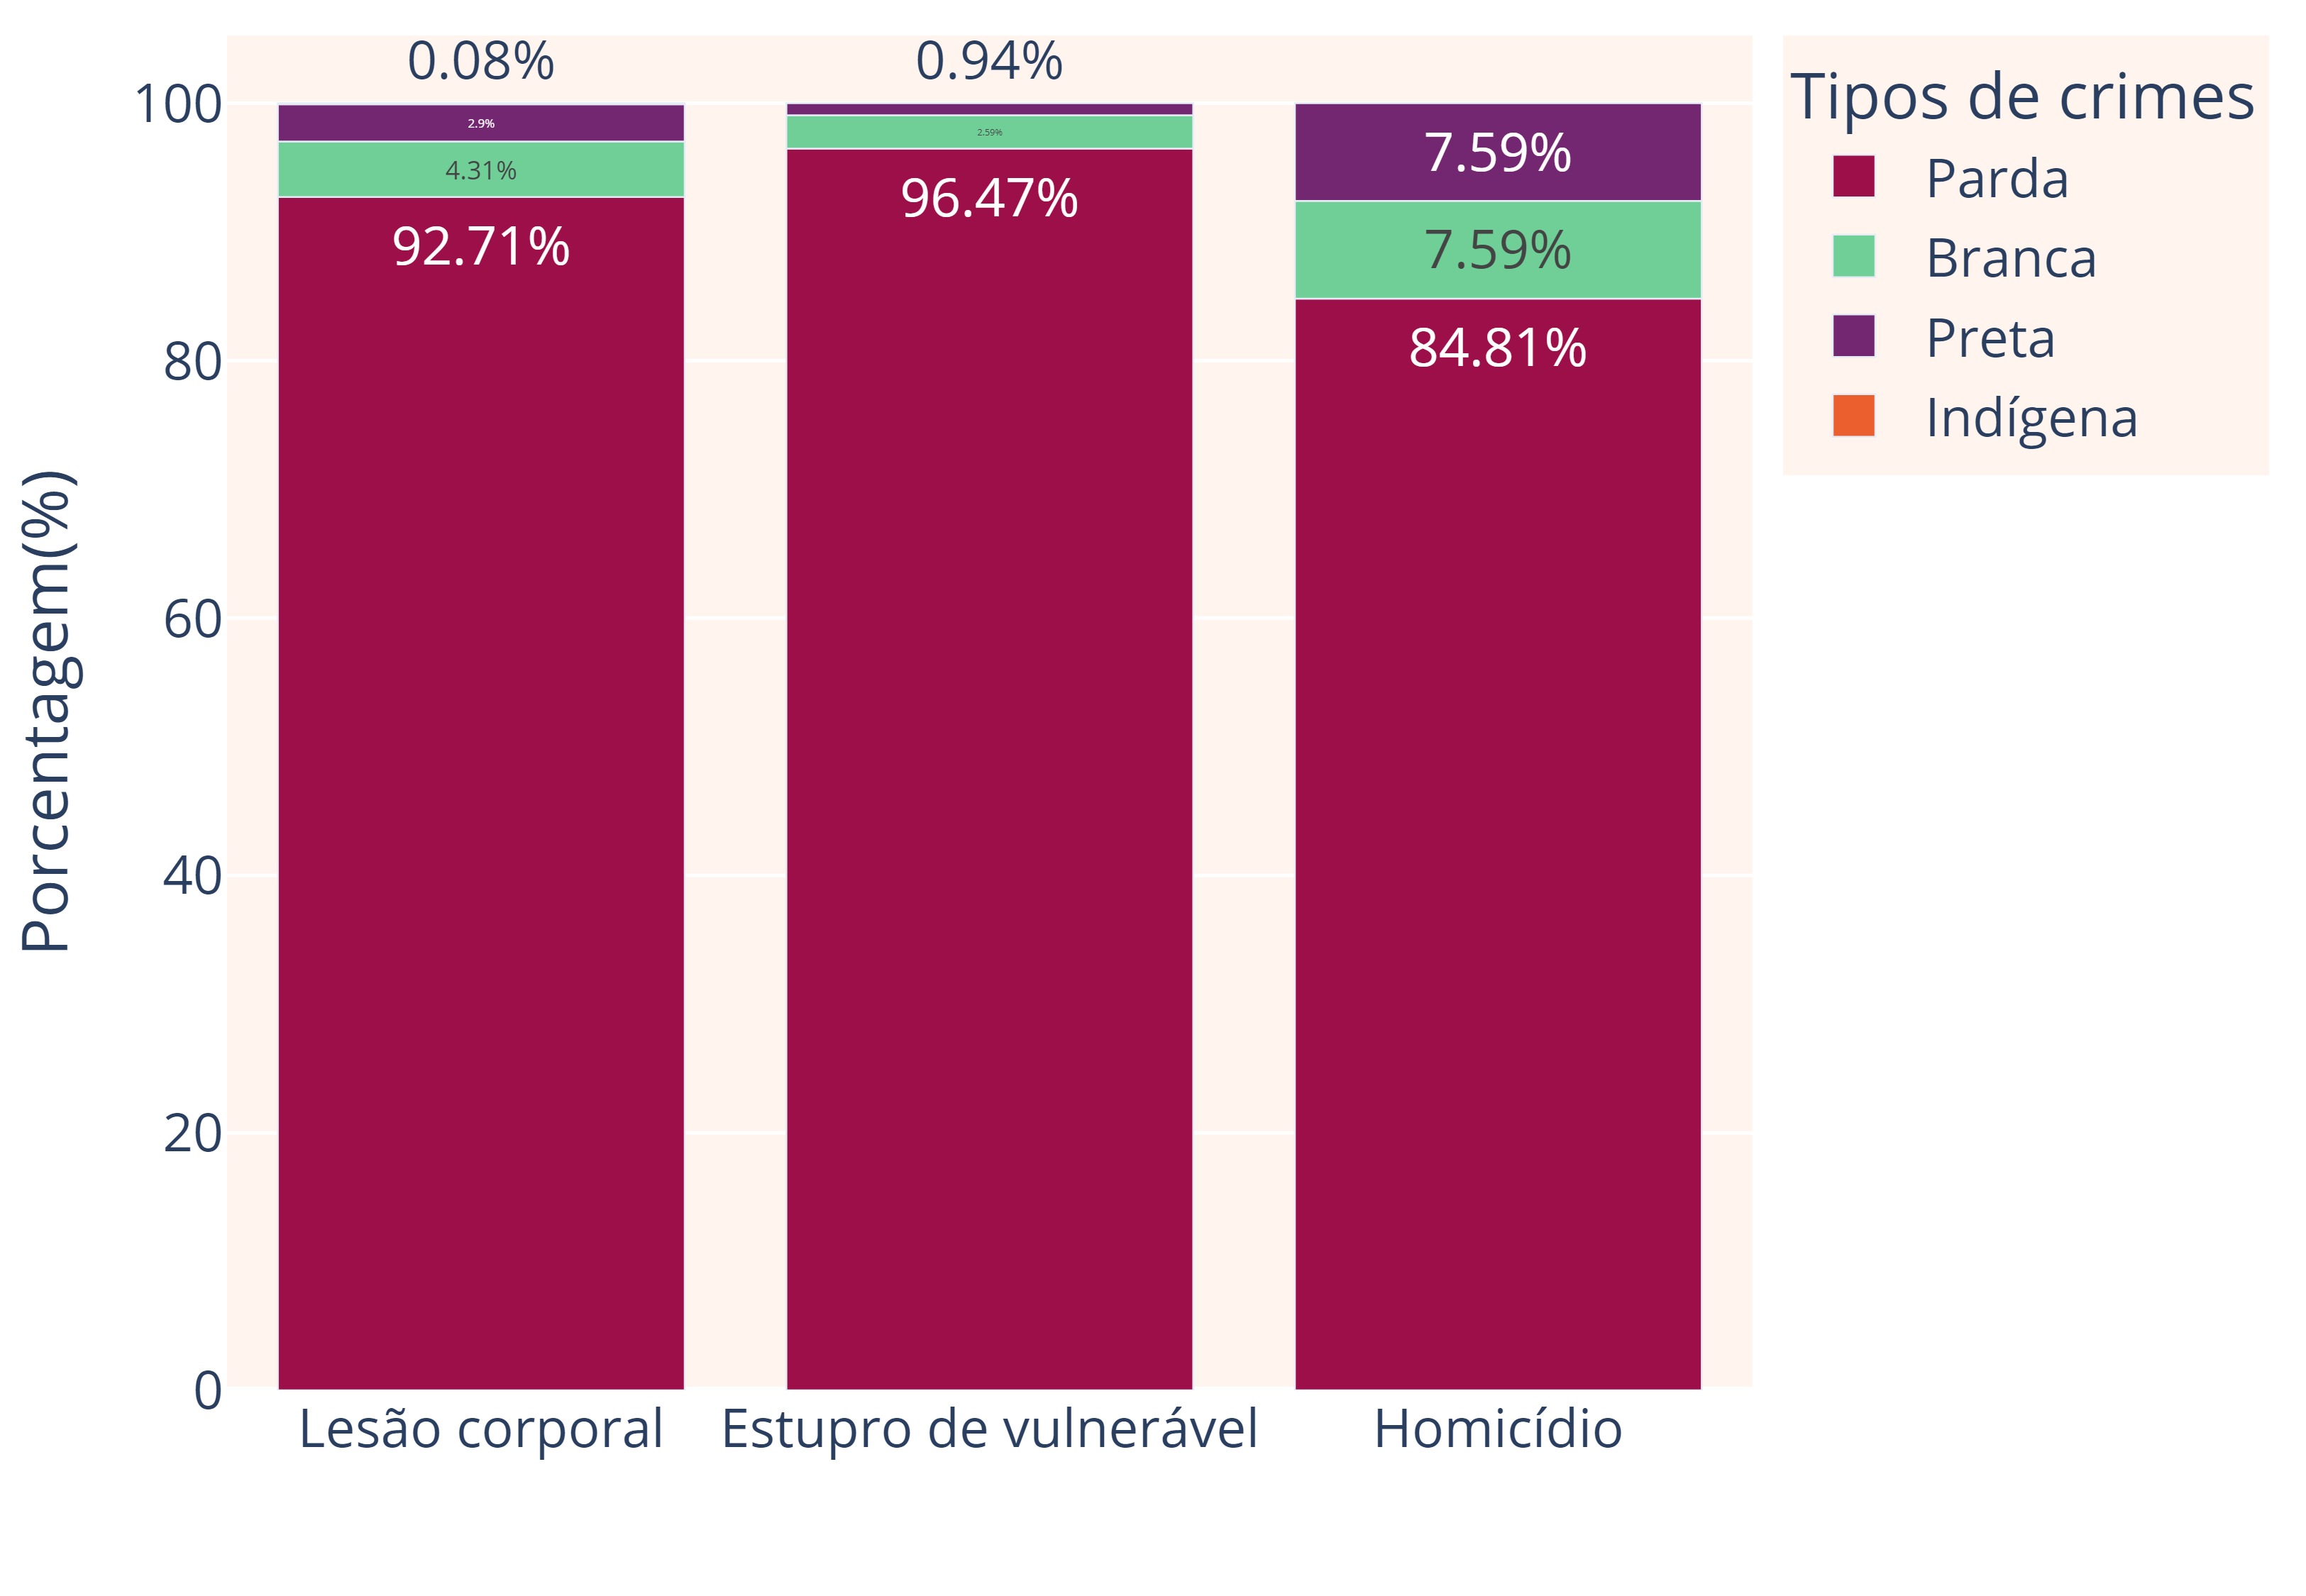 0.08%
0.94%
100
80
60
40
20
0
Porcentagem(%)
2.9%
4.31%
92.71%
2.59%
96.47%
7.59%
7.59%
84.81%
Lesão corporal
Estupro de vulnerável
Homicídio
Tipos de crimes
Parda
Branca
Preta
Indígena